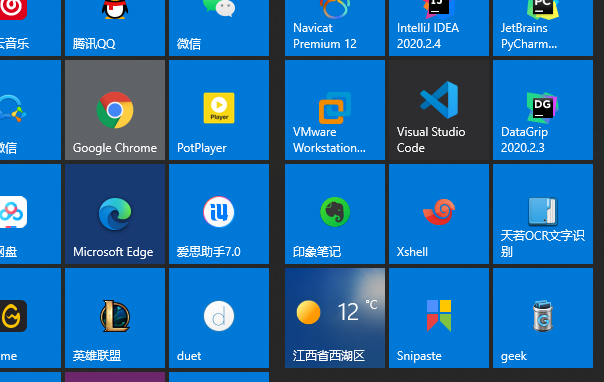 云音乐
腾讯QQ
微信
Navicat
Premium 12
IntelliJ IDEA
2020.2.4
JetBrains
PyCharm...
微信
Google Chrome
Player
PotPlayer
VMware
Workstation...
Visual Studio
Code
DG
DataGrip
2020.2.3
网盘
Microsoft Edge
i4
爱思助手7.0
印象笔记
Xshell
天若OCR文字识
别
me
英雄联盟
d
duet
12 °C
江西省西湖区
Snipaste
geek